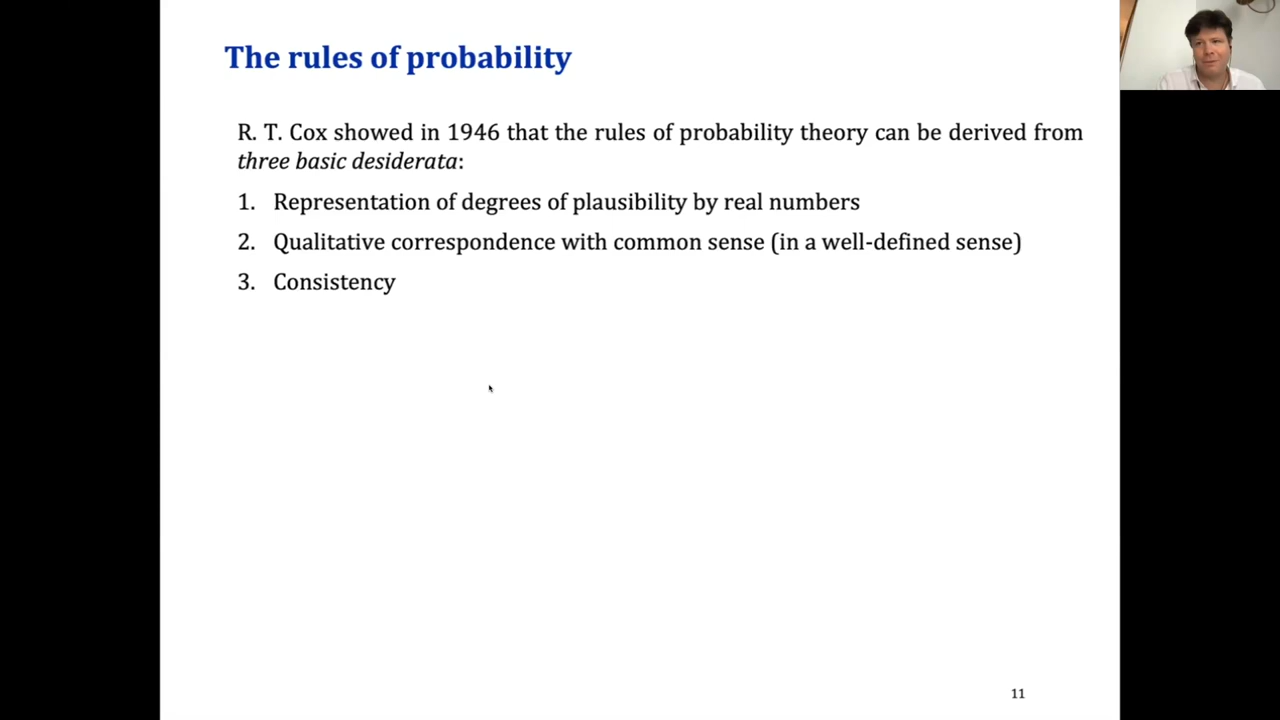 The rules of probability
R. T. Cox showed in 1946 that the rules of probability theory can be derived from
three basic desiderata:
1. Representation of degrees of plausibility by real numbers
2. Qualitative correspondence with common sense (in a well-defined sense)
3. Consistency
11